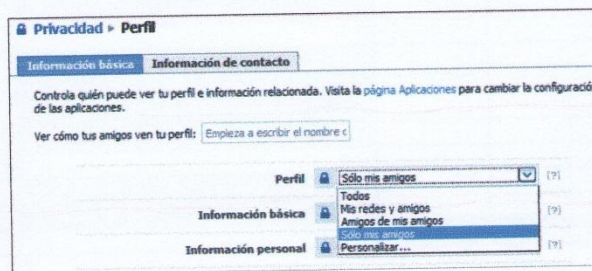 Privacidad ▸ Perfil
Información básica Información de contacto
Controla quién puede ver tu perfil e información relacionada. Visita la página Aplicaciones para cambiar la configuració
de las aplicaciones.
Ver cómo tus amigos ven tu perfil: Empieza a escribir el nombre c
Perfil Sólo mis amigos [?]
Todos
Información básica Mis redes y amigos [?]
Amigos de mis amigos
Sólo mis amigos
Información personal Personalizar... [?]